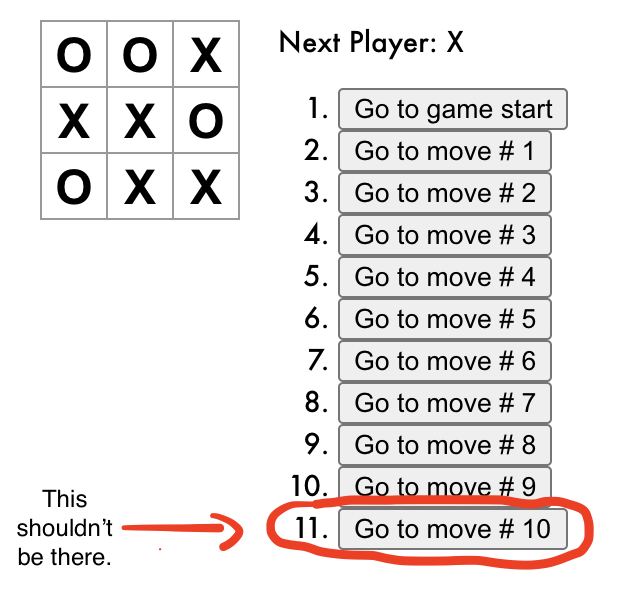 O O X
X X O
O X X
Next Player: X
1. Go to game start
2. Go to move # 1
3. Go to move # 2
4. Go to move # 3
5. Go to move # 4
6. Go to move # 5
7. Go to move # 6
8. Go to move # 7
9. Go to move # 8
10. Go to move # 9
11. Go to move # 10
This
shouldn’t
be there.